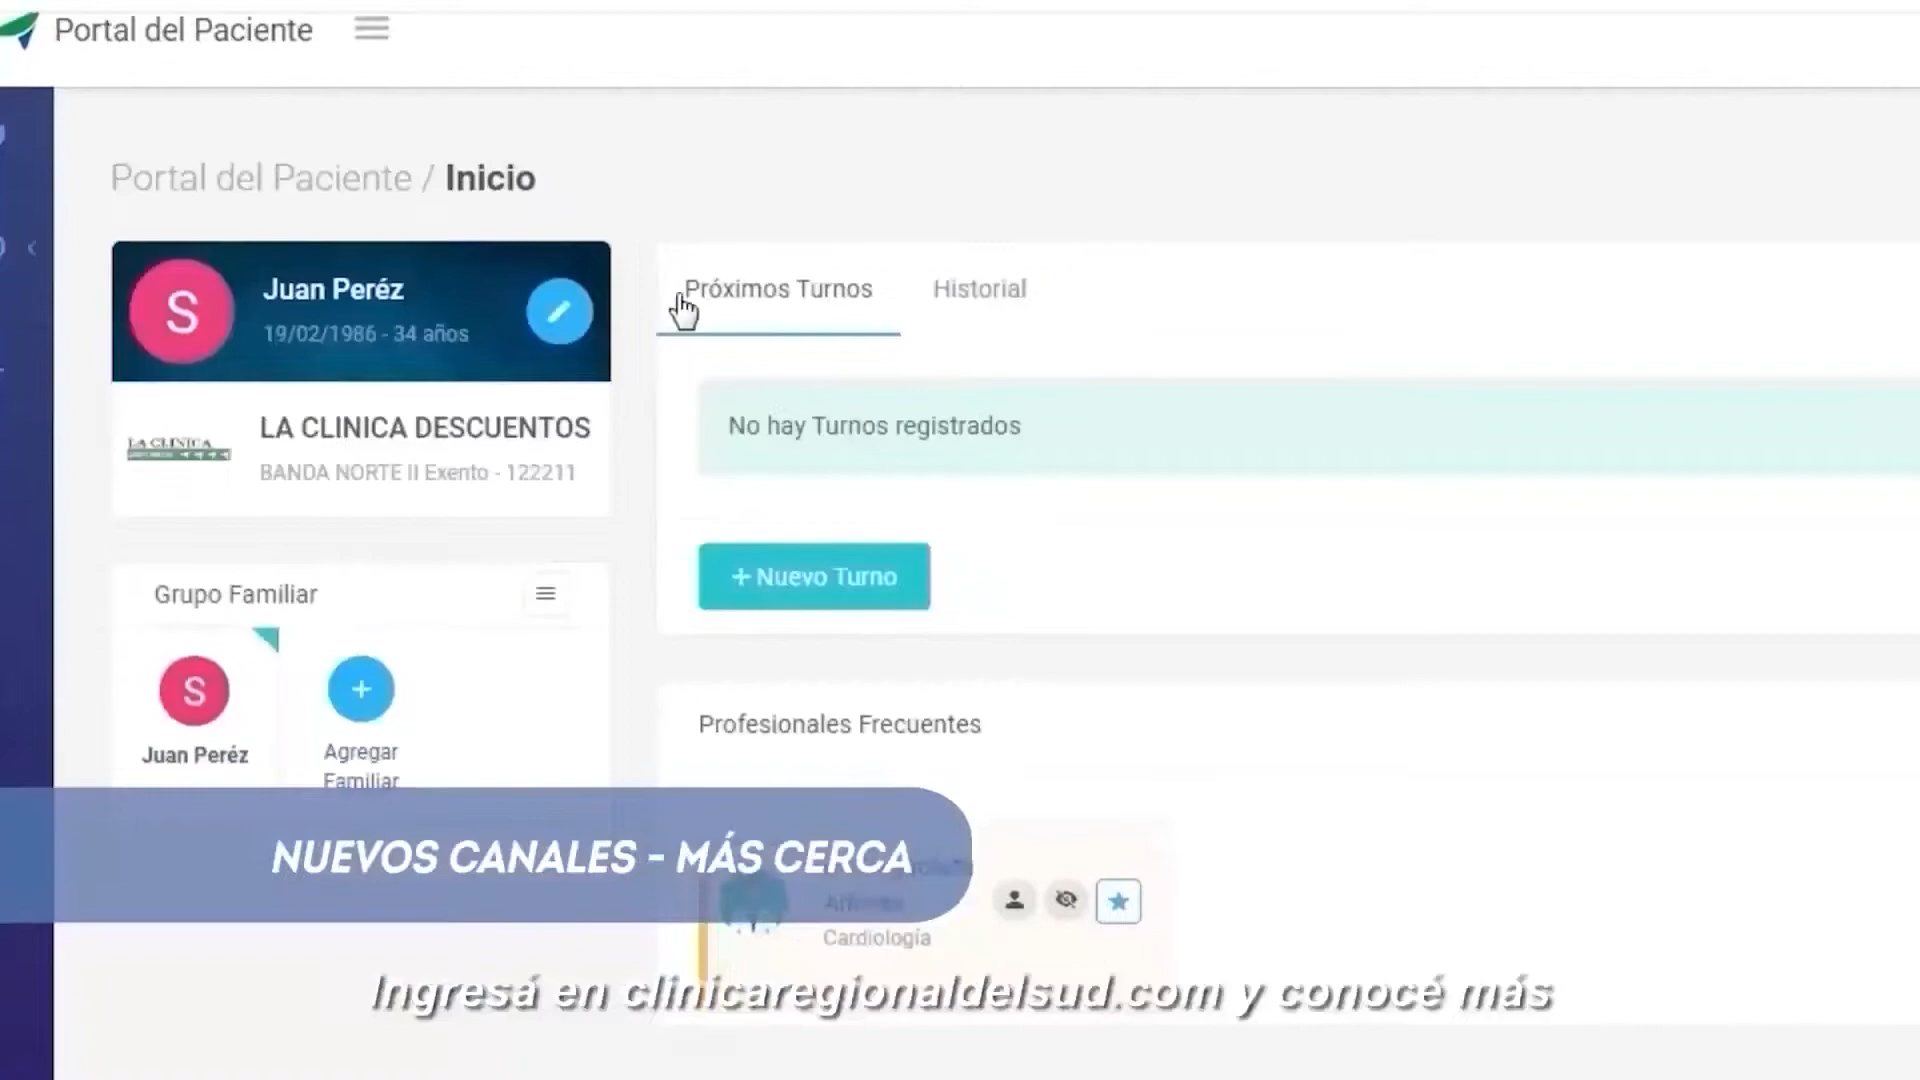 Portal del Paciente
Portal del Paciente / Inicio
S
Juan Peréz
19/02/1986 - 34 años
LA CLINICA
LA CLINICA DESCUENTOS
BANDA NORTE II Exento - 122211
Grupo Familiar
S
Juan Peréz
+
Agregar
Familiar
Próximos Turnos
Historial
No hay Turnos registrados
+ Nuevo Turno
Profesionales Frecuentes
Cardiología
NUEVOS CANALES - MÁS CERCA
Ingresá en clinicaregionaldelsud.com y conocé más